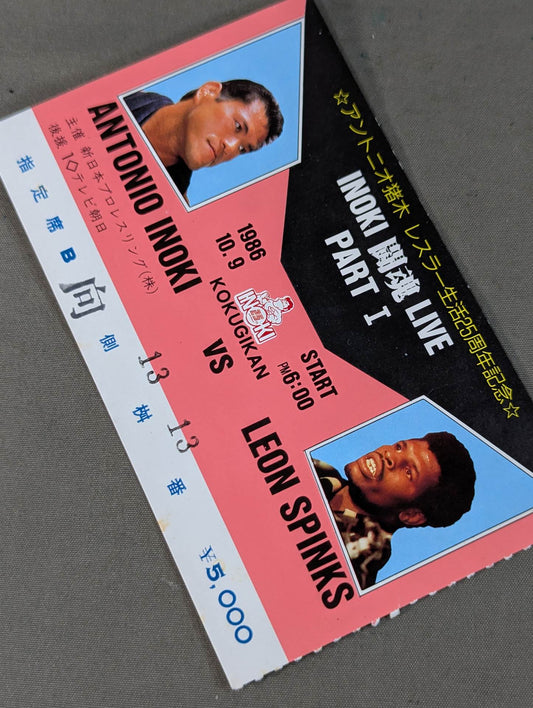 ☆アントニオ猪木 レスラー生活25周年記念☆
INOKI 闘魂 LIVE
PART I
1986
10.9
INOKI
KOKUGIKAN
START
PM6:00
ANTONIO INOKI
VS
LEON SPINKS
主催 新日本プロレスリング(株)
後援 10テレビ朝日
指定席B 向側 13 桝 13 番 ¥5,000